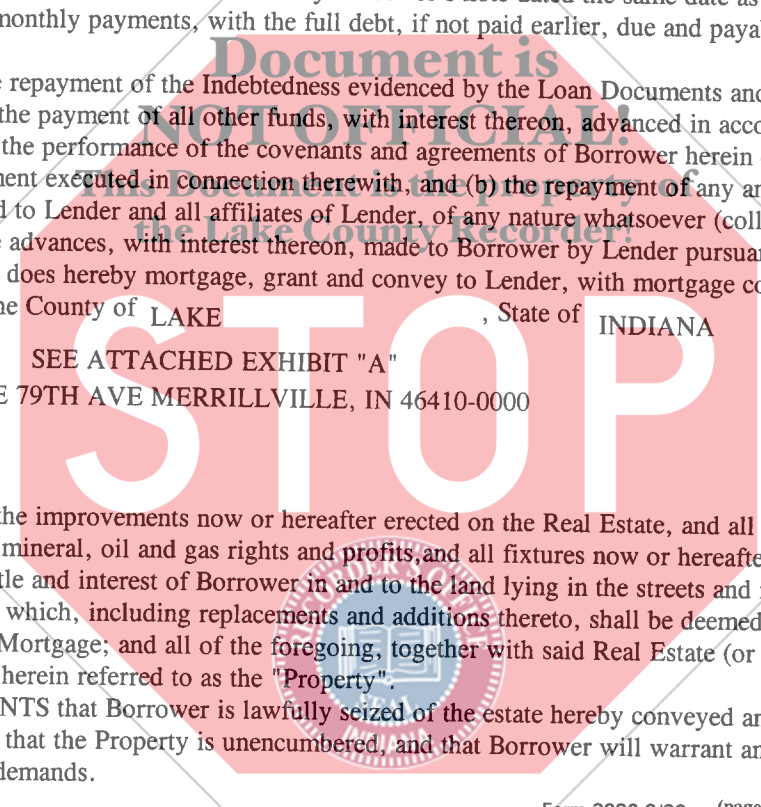 monthly payments, with the full debt, if not paid earlier, due and
Document is
repayment of the Indebtedness evidenced by the Loan Documents and
NOT OFFICIAL!
the payment of all other funds, with interest thereon, advanced in
the performance of the covenants and agreements of Borrower herein
executed in connection therewith, and (b) the repayment of any
This Document is the property of
to Lender and all affiliates of Lender, of any nature whatsoever
the Lake County Recorder!
advances, with interest thereon, made to Borrower by Lender
does hereby mortgage, grant and convey to Lender, with mortgage
County of LAKE , State of INDIANA
STOP
SEE ATTACHED EXHIBIT "A"
E 79TH AVE MERRILLVILLE, IN 46410-0000
the improvements now or hereafter erected on the Real Estate, and all
mineral, oil and gas rights and profits,and all fixtures now or
and interest of Borrower in and to the land lying in the streets and
RECORDER'S OFFICE
which, including replacements and additions thereto, shall be deemed
Mortgage; and all of the foregoing, together with said Real Estate (or
herein referred to as the "Property".
SEAL
that Borrower is lawfully seized of the estate hereby conveyed
INDIANA
that the Property is unencumbered, and that Borrower will warrant
demands.